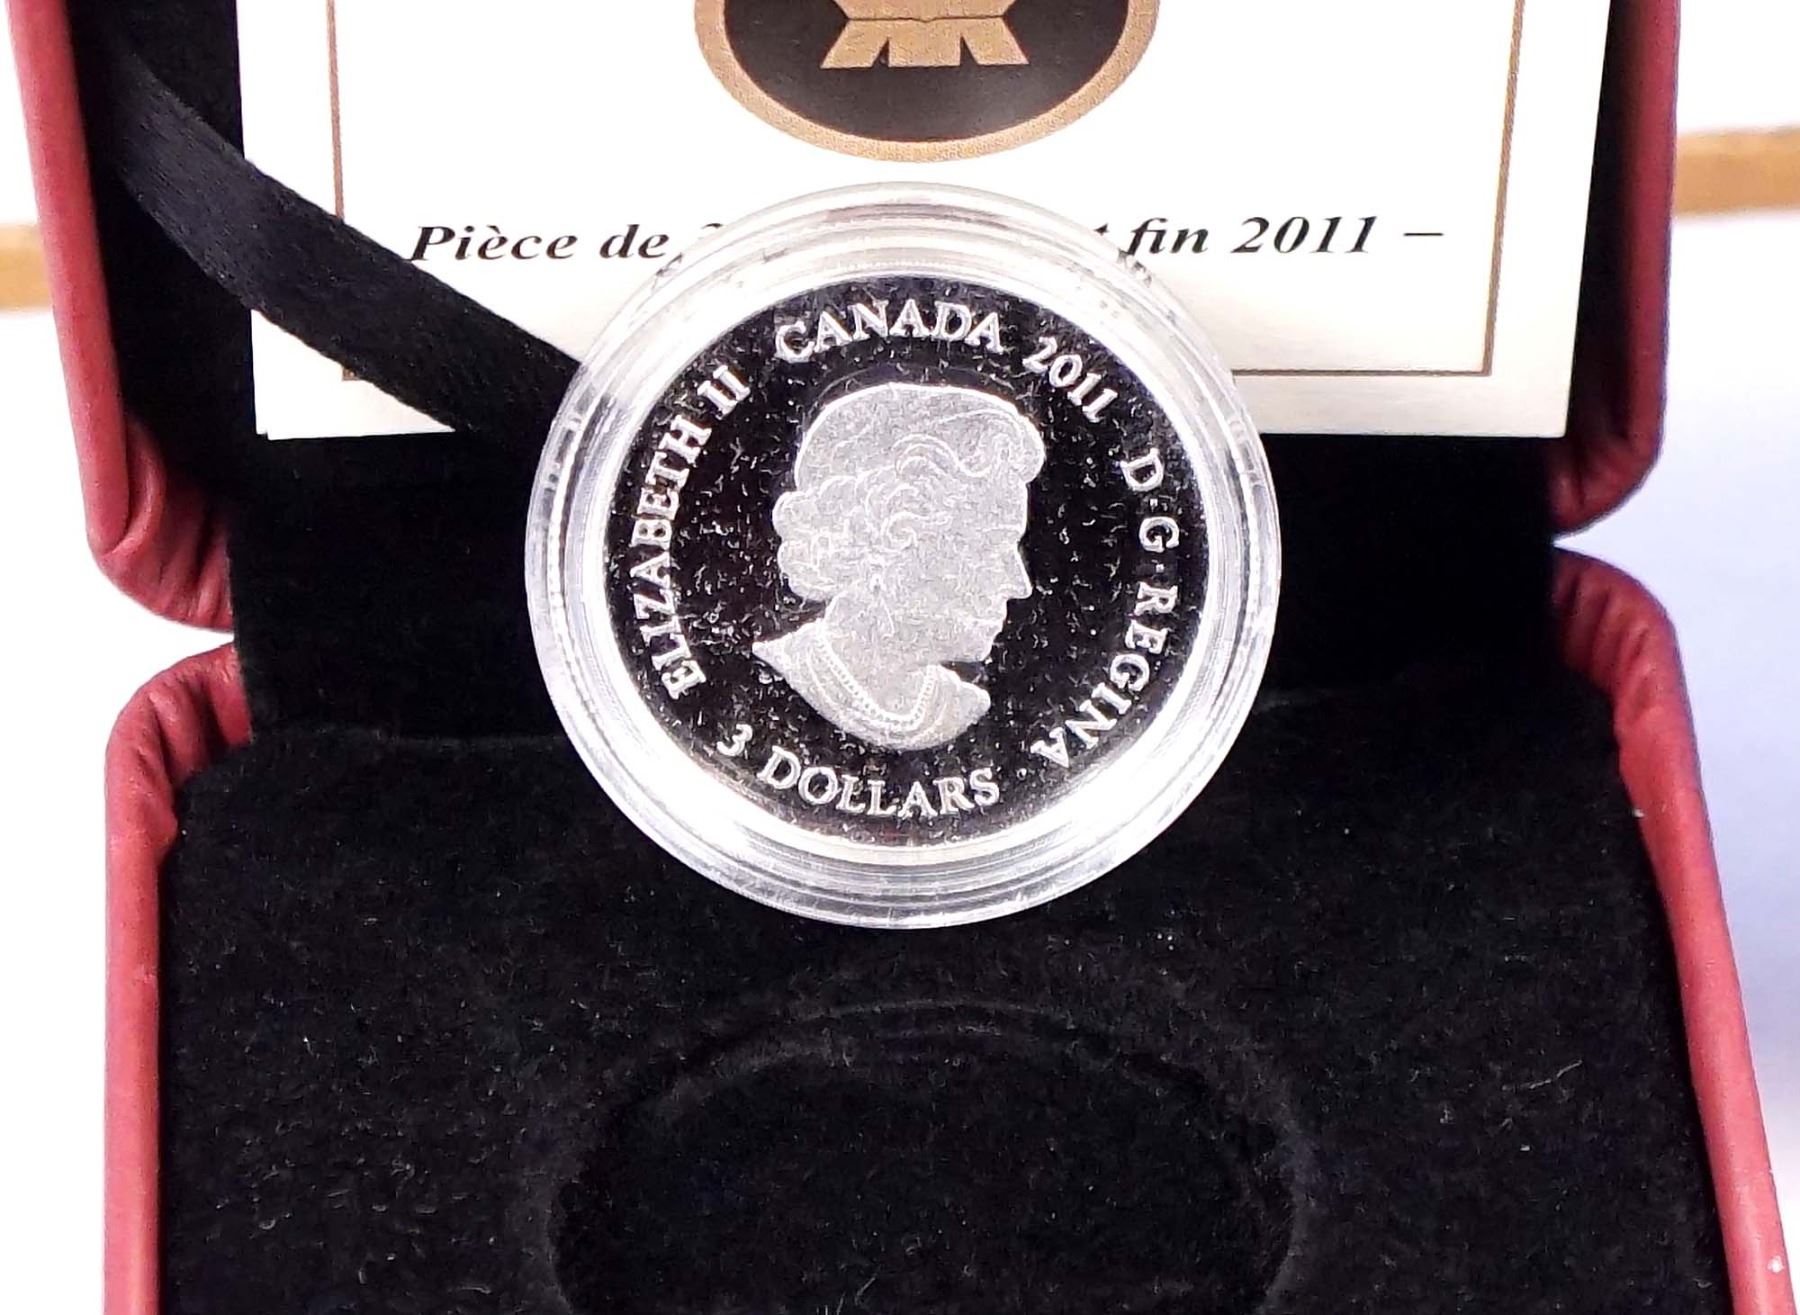 Pièce de fin 2011 –
ELIZABETH II CANADA 2011 D·G·REGINA
3 DOLLARS